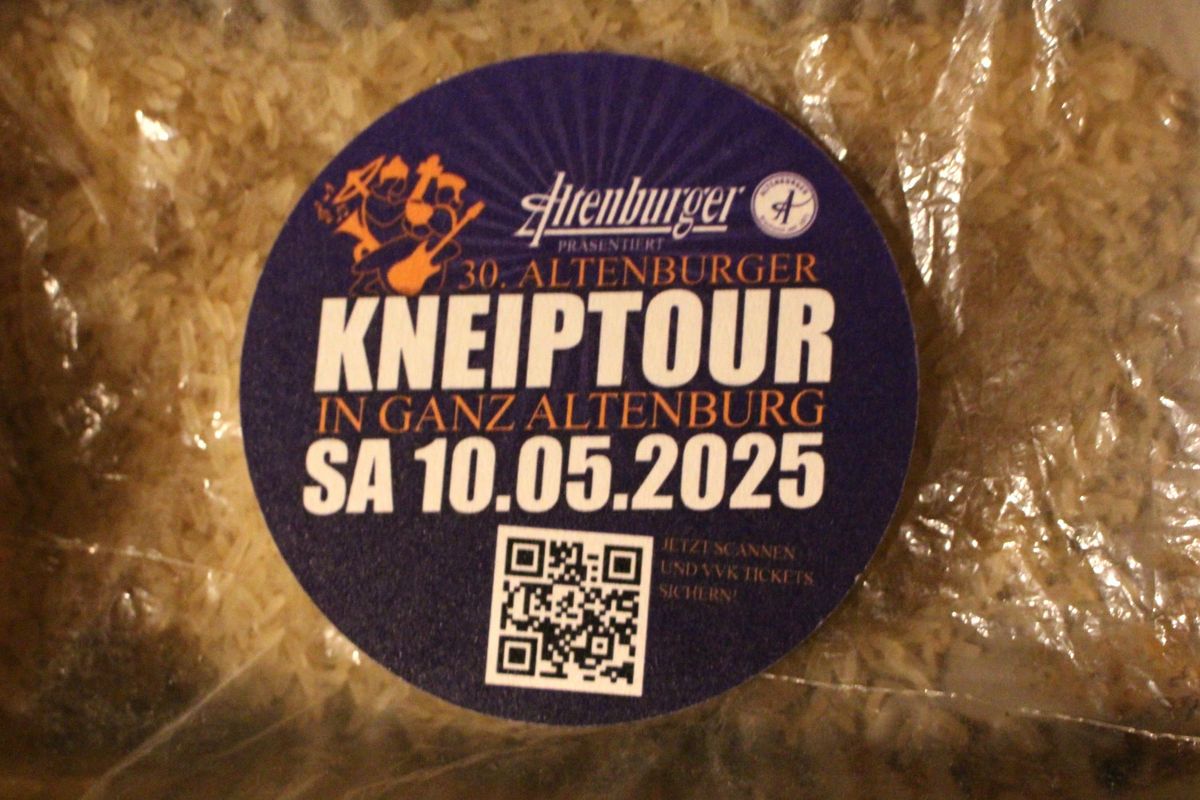 Altenburger
PRÄSENTIERT
30. ALTENBURGER
KNEIPTOUR
IN GANZ ALTENBURG
SA 10.05.2025
JETZT SCANNEN
UND VVK TICKETS
SICHERN!